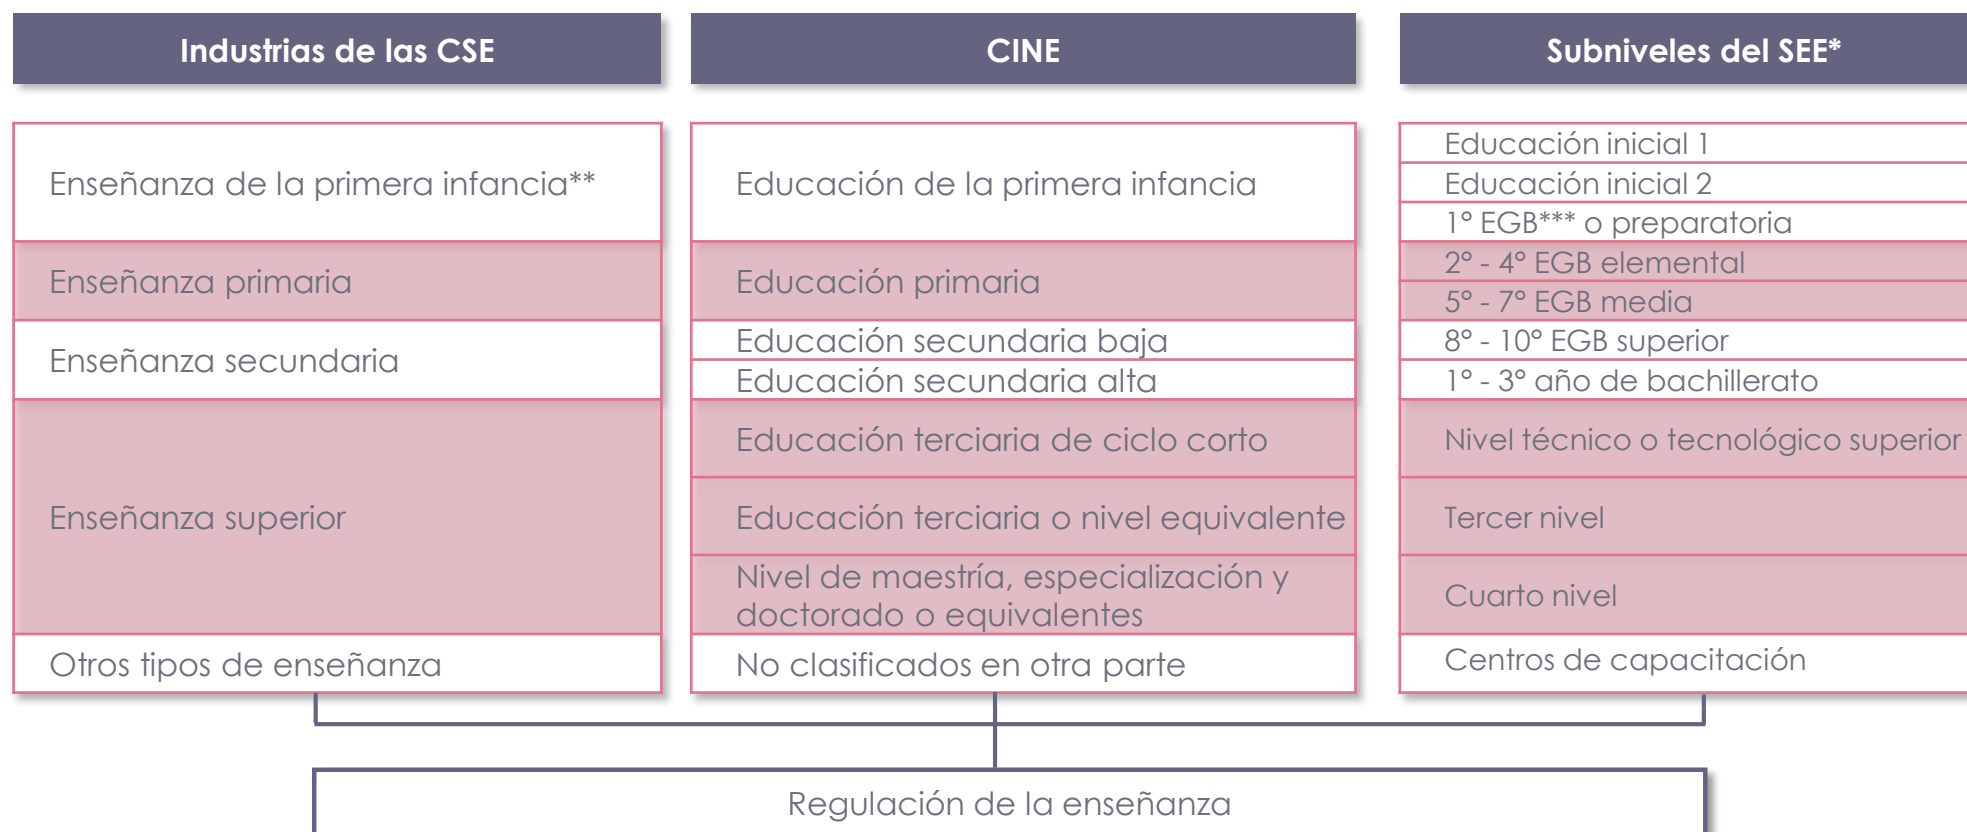 Industrias de las CSE
CINE
Subniveles del SEE*
Enseñanza de la primera infancia**
Educación de la primera infancia
Educación inicial 1
Educación inicial 2
1° EGB*** o preparatoria
Enseñanza primaria
Educación primaria
2° - 4° EGB elemental
5° - 7° EGB media
Enseñanza secundaria
Educación secundaria baja
8° - 10° EGB superior
Educación secundaria alta
1° - 3° año de bachillerato
Enseñanza superior
Educación terciaria de ciclo corto
Nivel técnico o tecnológico superior
Educación terciaria o nivel equivalente
Tercer nivel
Nivel de maestría, especialización y
doctorado o equivalentes
Cuarto nivel
Otros tipos de enseñanza
No clasificados en otra parte
Centros de capacitación
Regulación de la enseñanza